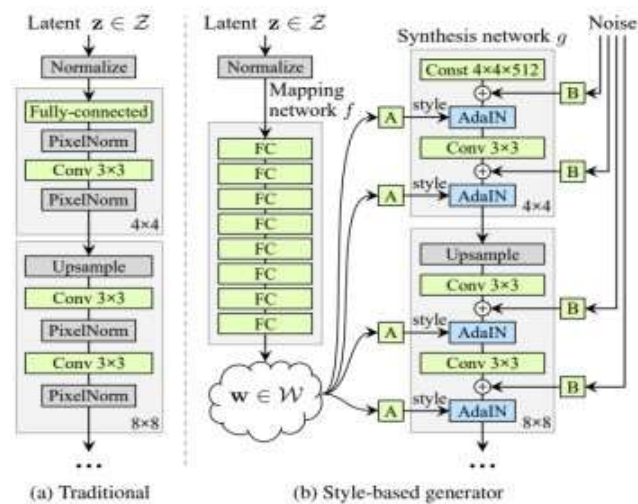 Latent z ∈ Z
Normalize
Fully-connected
PixelNorm
Conv 3×3
PixelNorm
4×4
Upsample
Conv 3×3
PixelNorm
Conv 3×3
PixelNorm
8×8
...
(a) Traditional
Latent z ∈ Z
Normalize
Mapping
network f
FC
FC
FC
FC
FC
FC
FC
FC
w ∈ W
Noise
Synthesis network g
Const 4×4×512
B
A
style
AdaIN
Conv 3×3
B
A
style
AdaIN
4×4
Upsample
Conv 3×3
B
A
style
AdaIN
Conv 3×3
B
A
style
AdaIN
8×8
...
(b) Style-based generator